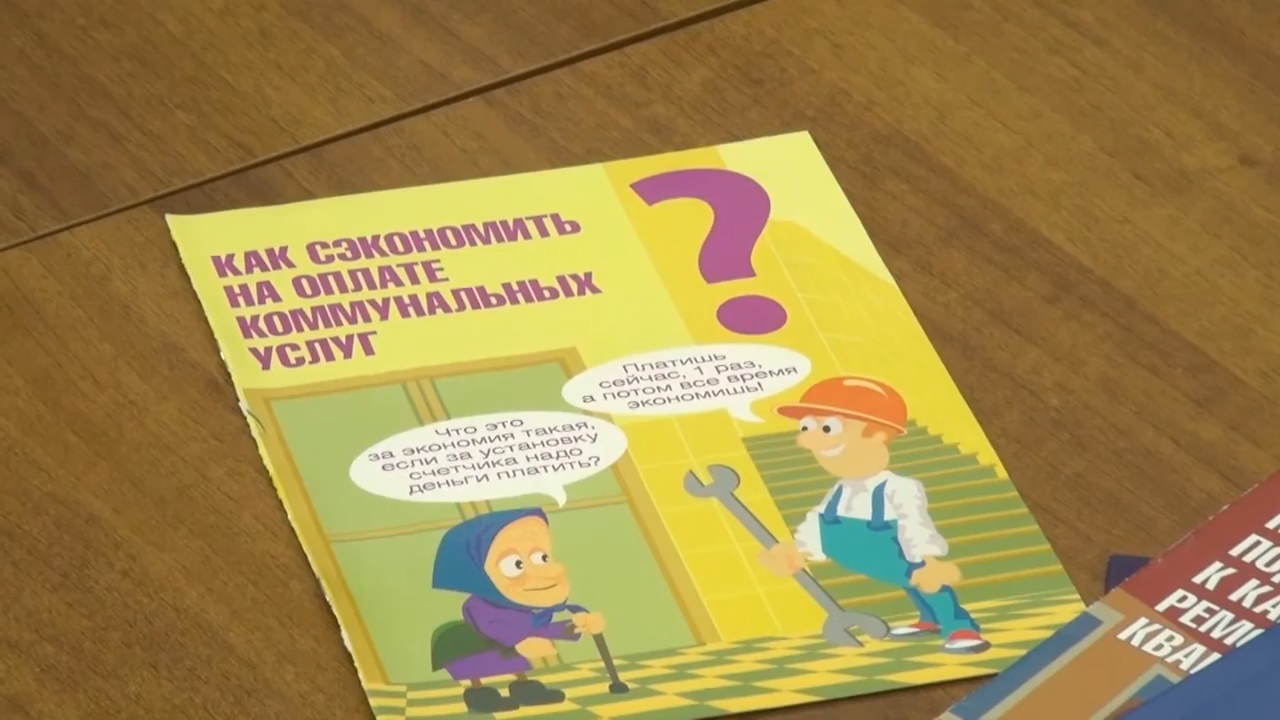 КАК СЭКОНОМИТЬ
НА ОПЛАТЕ
КОММУНАЛЬНЫХ
УСЛУГ
?
Платишь
сейчас, 1 раз,
а потом все время
экономишь!
Что это
за экономия такая,
если за установку
счетчика надо
деньги платить?
К